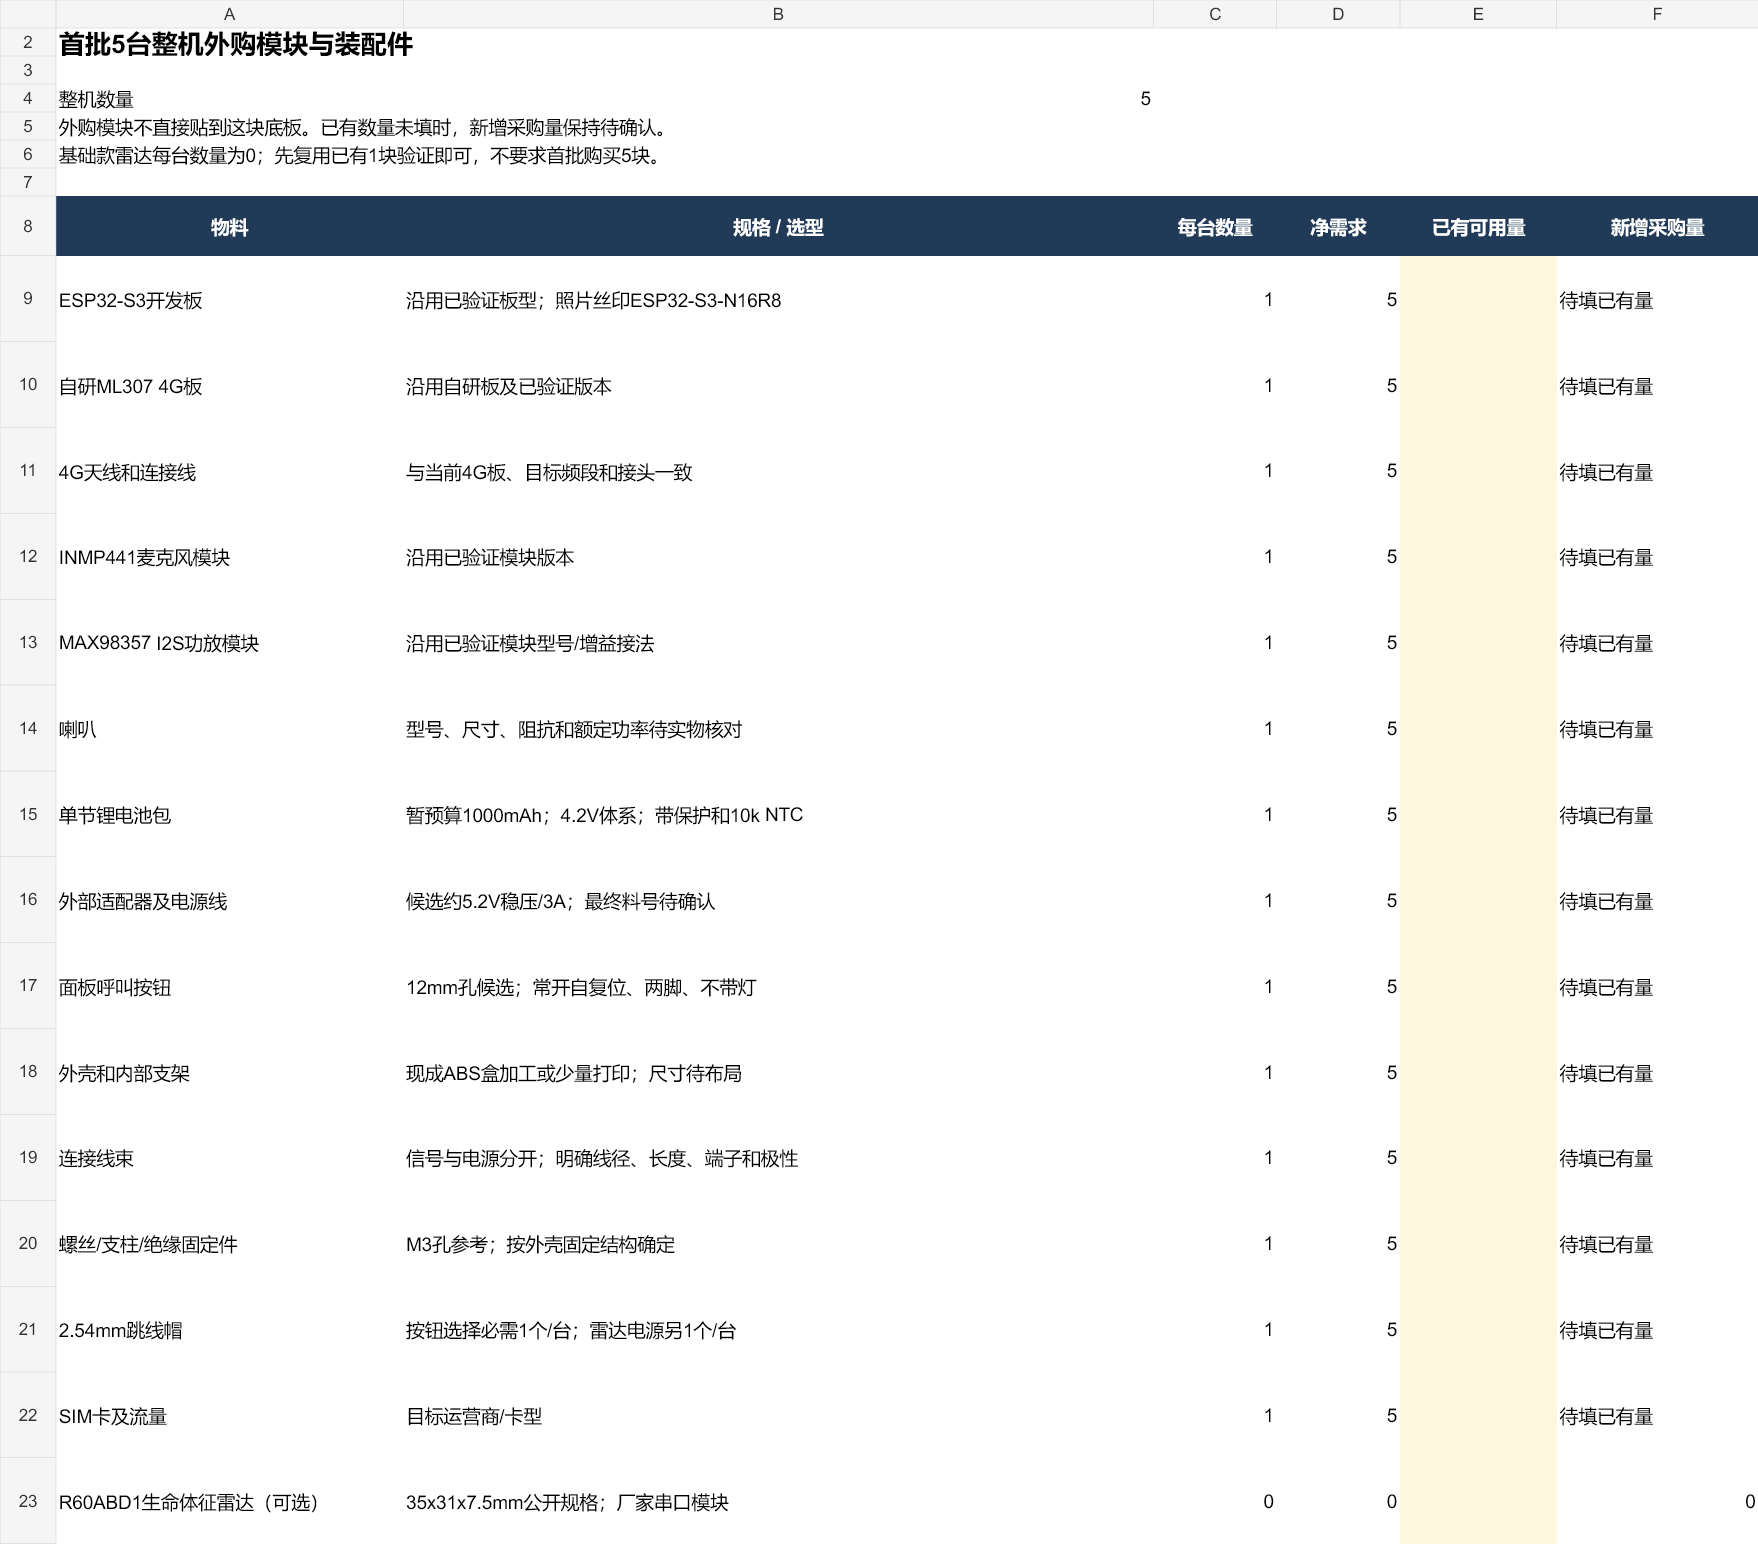 A B C D E F
2 首批5台整机外购模块与装配件
3
4 整机数量 5
5 外购模块不直接贴到这块底板。已有数量未填时，新增采购量保持待确认。
6 基础款雷达每台数量为0；先复用已有1块验证即可，不要求首批购买5块。
7
8 物料 规格 / 选型 每台数量 净需求 已有可用量 新增采购量
9 ESP32-S3开发板 沿用已验证板型；照片丝印ESP32-S3-N16R8 1 5 待填已有量
10 自研ML307 4G板 沿用自研板及已验证版本 1 5 待填已有量
11 4G天线和连接线 与当前4G板、目标频段和接头一致 1 5 待填已有量
12 INMP441麦克风模块 沿用已验证模块版本 1 5 待填已有量
13 MAX98357 I2S功放模块 沿用已验证模块型号/增益接法 1 5 待填已有量
14 喇叭 型号、尺寸、阻抗和额定功率待实物核对 1 5 待填已有量
15 单节锂电池包 暂预算1000mAh；4.2V体系；带保护和10k NTC 1 5 待填已有量
16 外部适配器及电源线 候选约5.2V稳压/3A；最终料号待确认 1 5 待填已有量
17 面板呼叫按钮 12mm孔候选；常开自复位、两脚、不带灯 1 5 待填已有量
18 外壳和内部支架 现成ABS盒加工或少量打印；尺寸待布局 1 5 待填已有量
19 连接线束 信号与电源分开；明确线径、长度、端子和极性 1 5 待填已有量
20 螺丝/支柱/绝缘固定件 M3孔参考；按外壳固定结构确定 1 5 待填已有量
21 2.54mm跳线帽 按钮选择必需1个/台；雷达电源另1个/台 1 5 待填已有量
22 SIM卡及流量 目标运营商/卡型 1 5 待填已有量
23 R60ABD1生命体征雷达（可选） 35x31x7.5mm公开规格；厂家串口模块 0 0 0